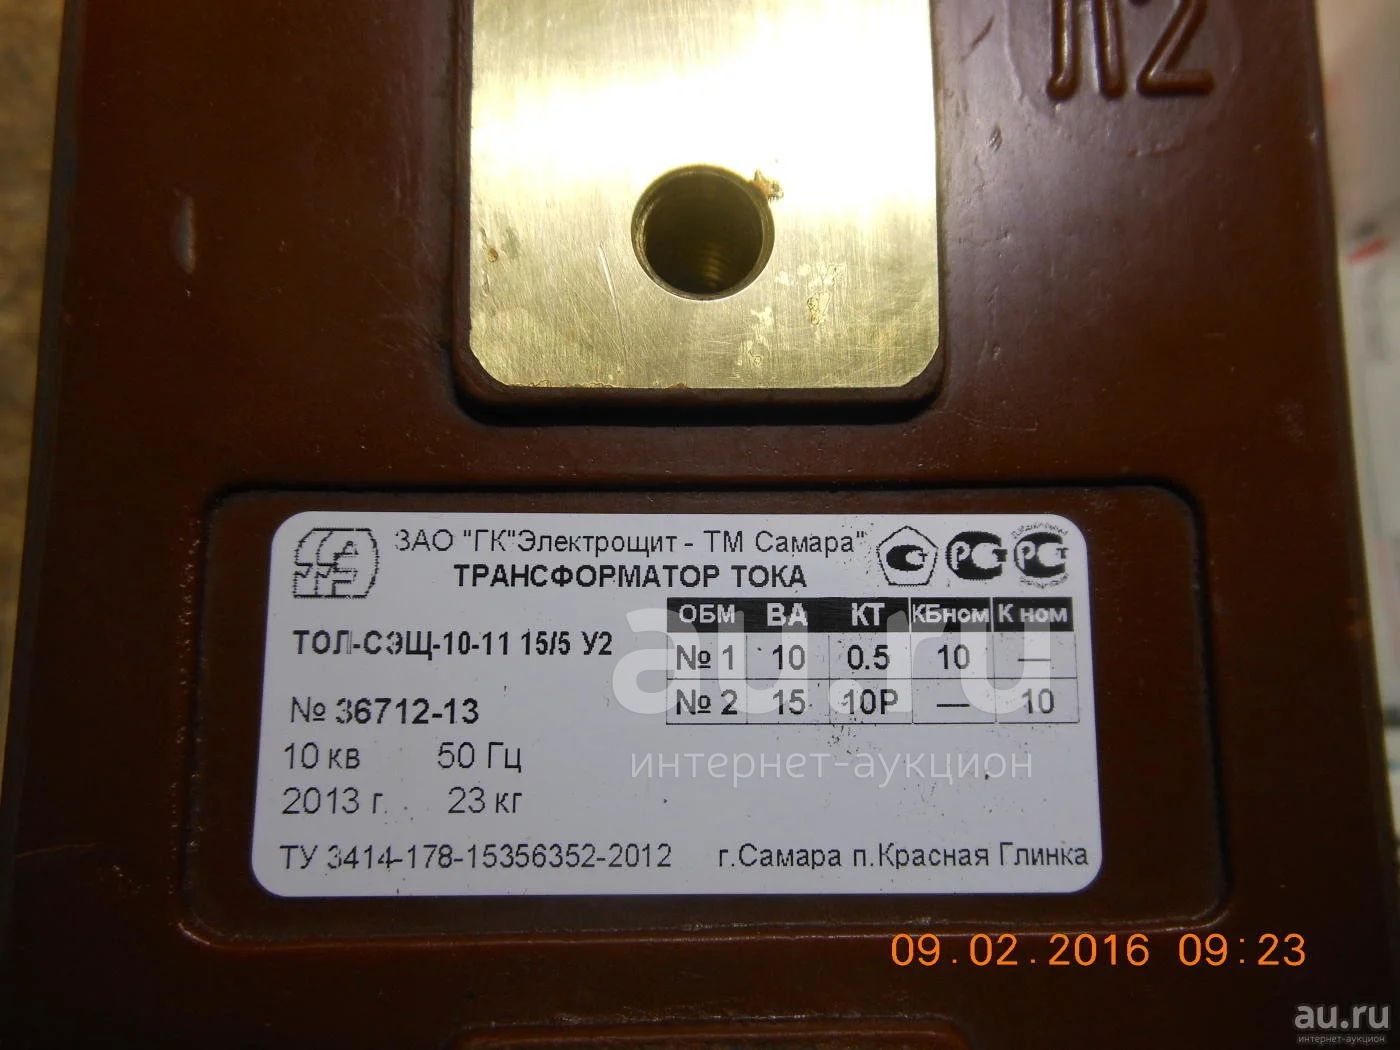 Л2
ЗАО "ГК"Электрощит - ТМ Самара"
ТРАНСФОРМАТОР ТОКА
ОБМ ВА КТ КБном К ном
ТОЛ-СЭЩ-10-11 15/5 У2
№ 1 10 0.5 10 —
№ 2 15 10Р — 10
№ 36712-13
10 кв 50 Гц
2013 г. 23 кг
ТУ 3414-178-15356352-2012 г.Самара п.Красная Глинка
au.ru
интернет-аукцион
09.02.2016 09:23
au.ru
интернет-аукцион